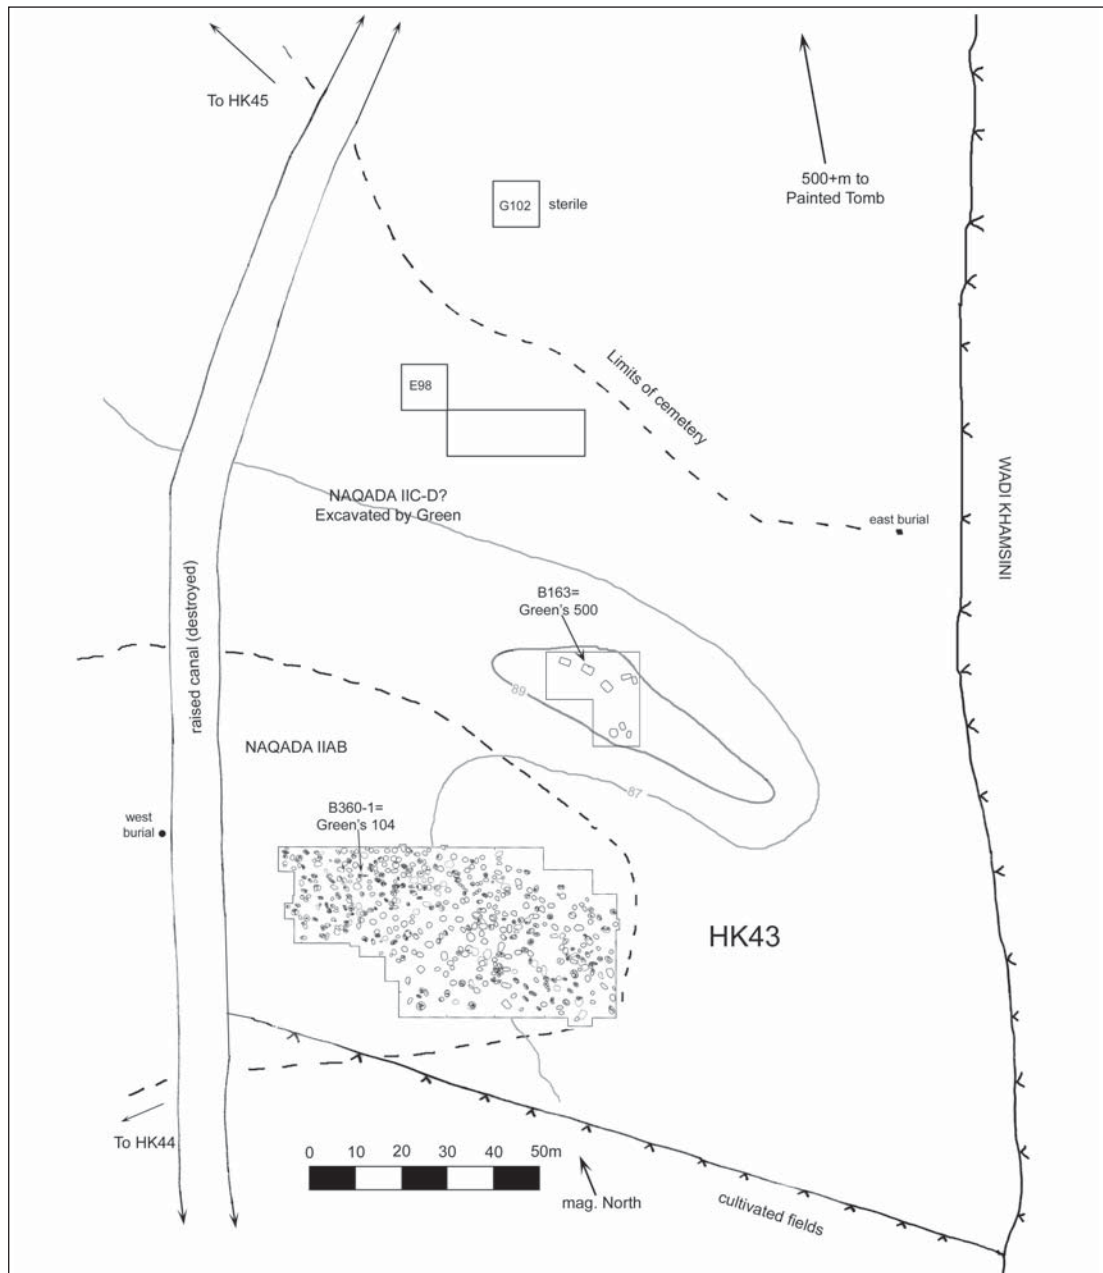 To HK45
500+m to
Painted Tomb
G102
sterile
E98
Limits of cemetery
NAQADA IIC-D?
Excavated by Green
east burial
WADI KHAMSINI
raised canal (destroyed)
B163=
Green's 500
89
NAQADA IIAB
87
west
burial
B360-1=
Green's 104
HK43
To HK44
0 10 20 30 40 50m
mag. North
cultivated fields